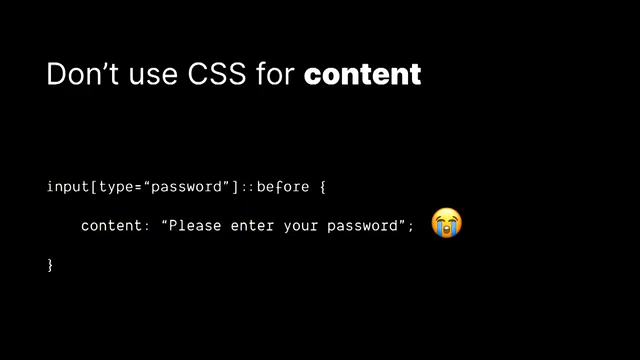 Don’t use CSS for content
input[type=“password”]::before {
content: “Please enter your password”; 😭
}